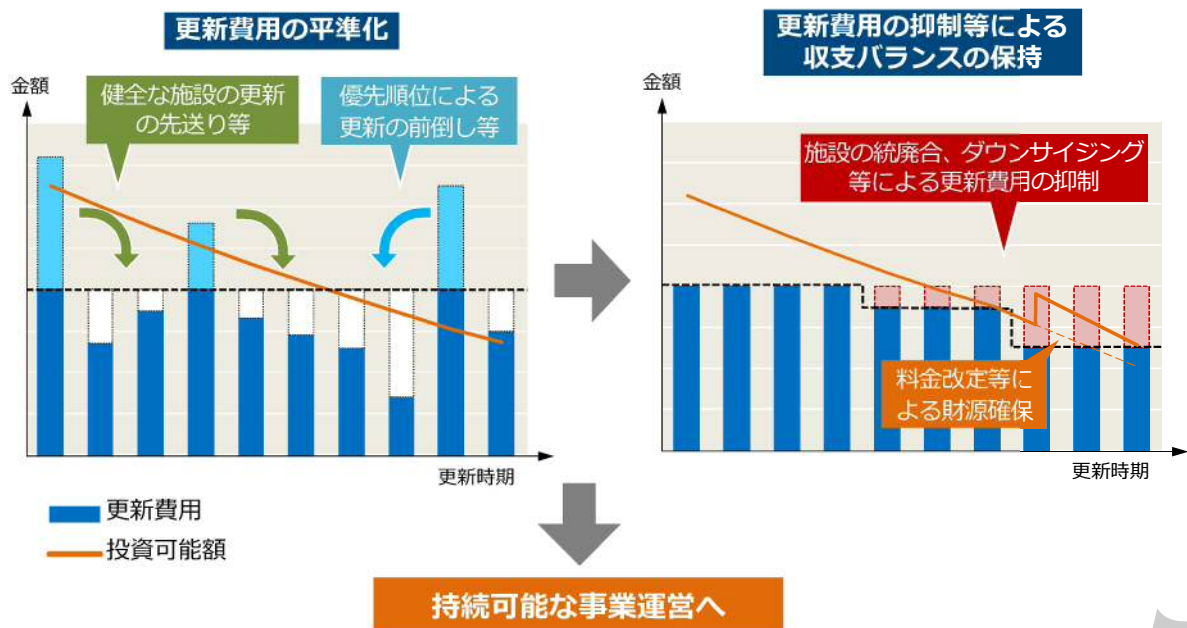 更新費用の平準化
金額
健全な施設の更新
の先送り等
優先順位による
更新の前倒し等
更新時期
更新費用
投資可能額
更新費用の抑制等による
収支バランスの保持
金額
施設の統廃合、ダウンサイジング
等による更新費用の抑制
料金改定等に
よる財源確保
更新時期
持続可能な事業運営へ